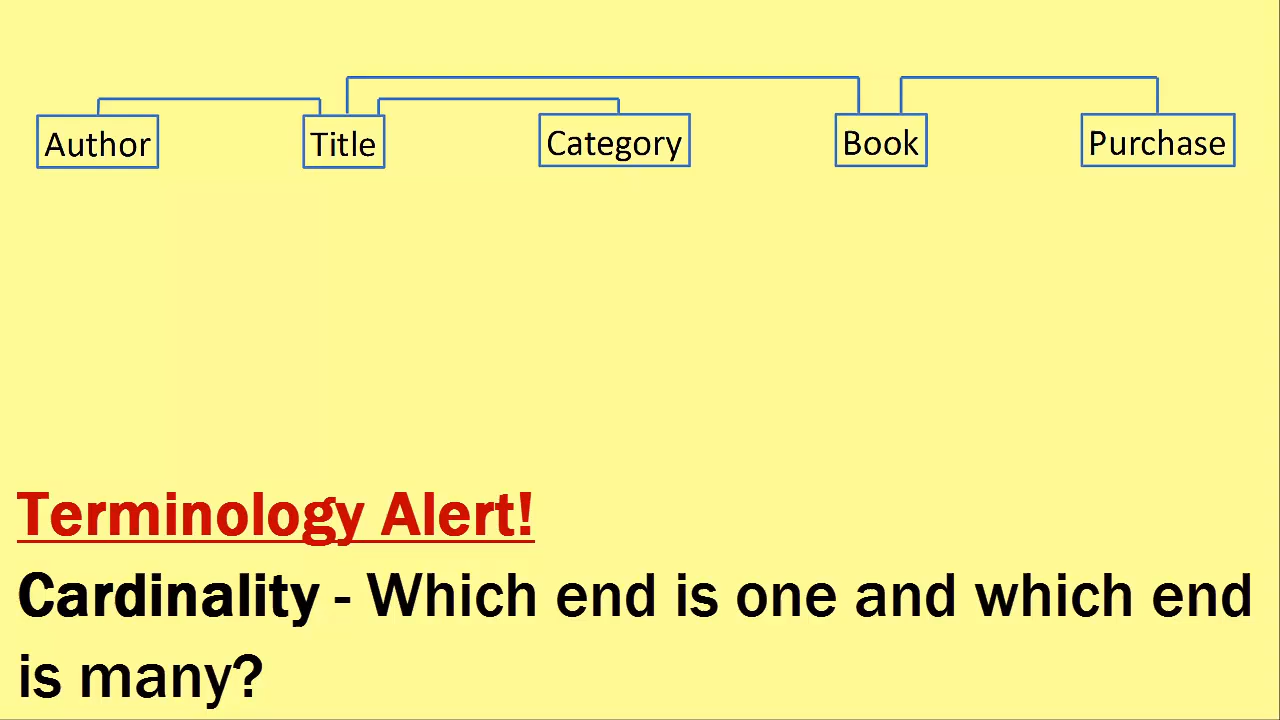 Author Title Category Book Purchase
Terminology Alert!
Cardinality - Which end is one and which end
is many?